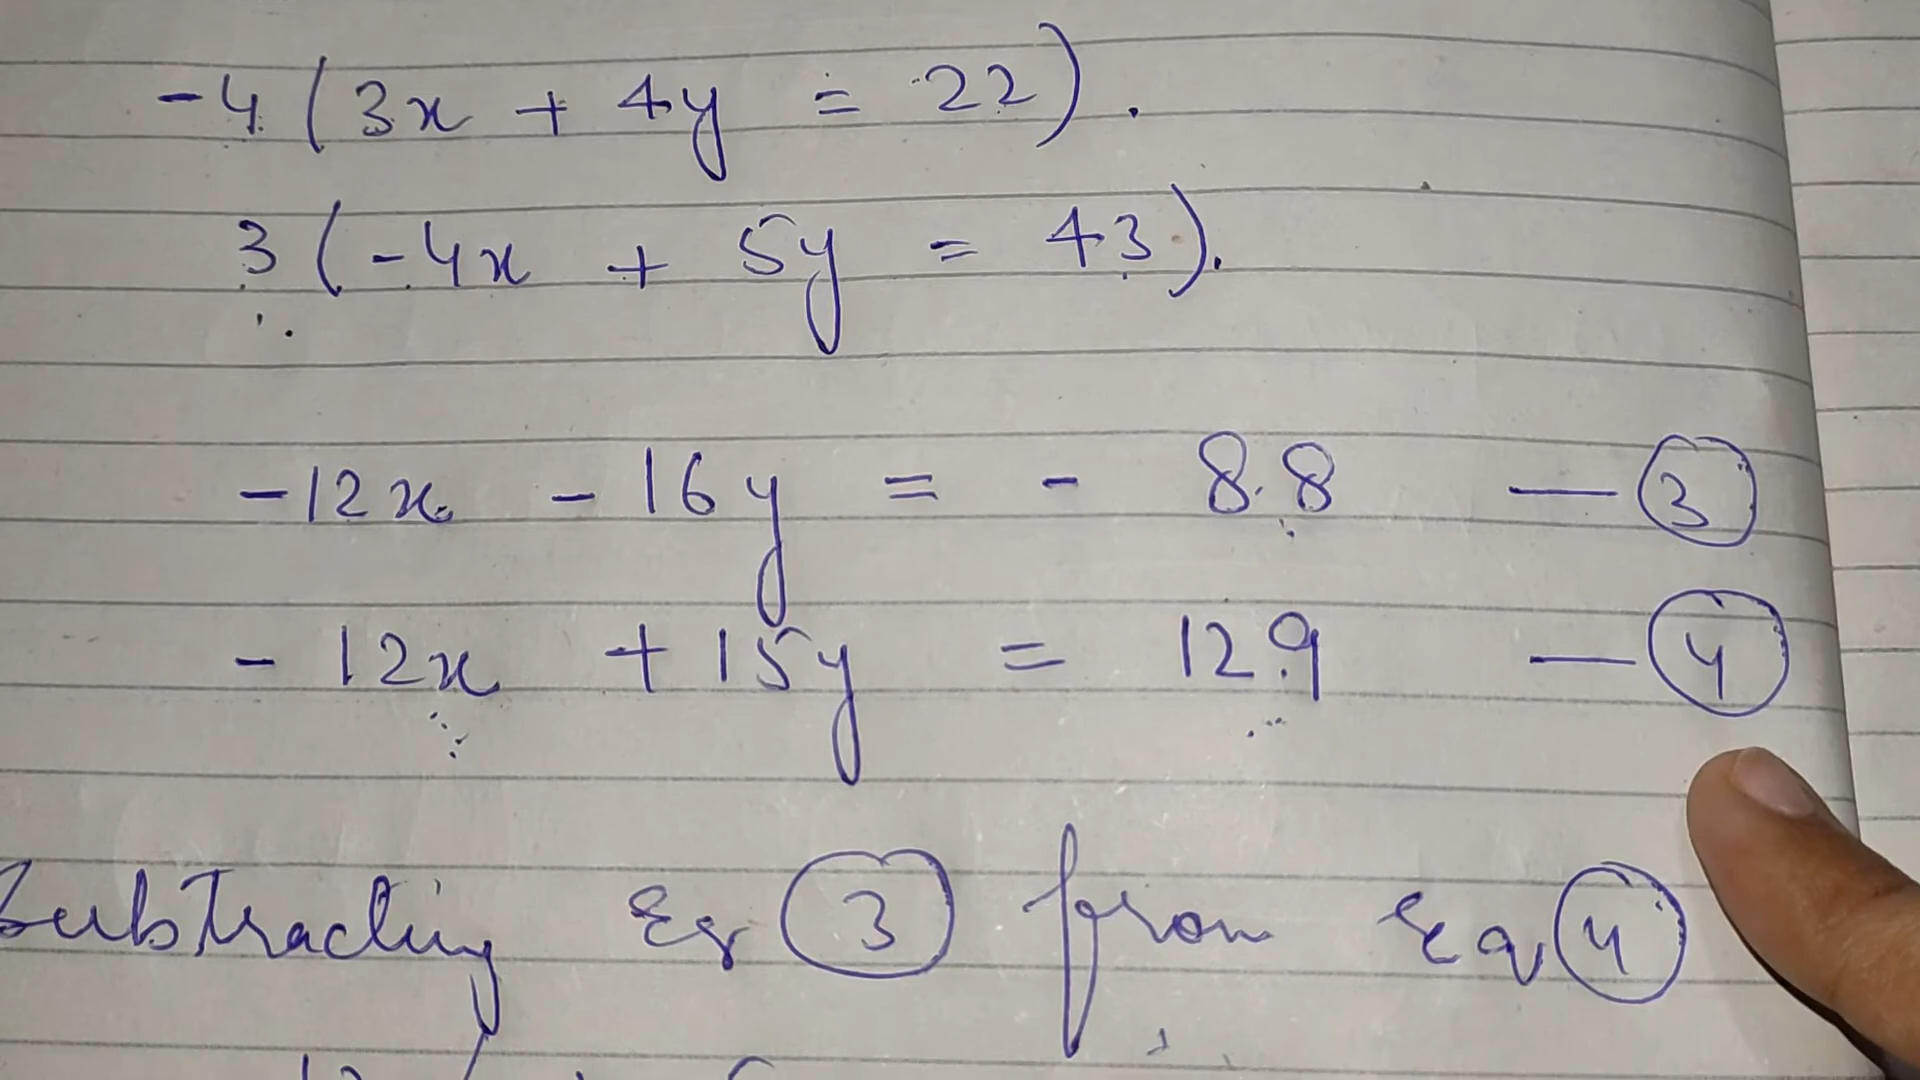 -4 ( 3x + 4y = 22 ) .
3 ( -4x + 5y = 43 ) .
-12x - 16y = - 88 — 3
- 12x + 15y = 129 — 4
Subtracting Eq 3 from Eq 4